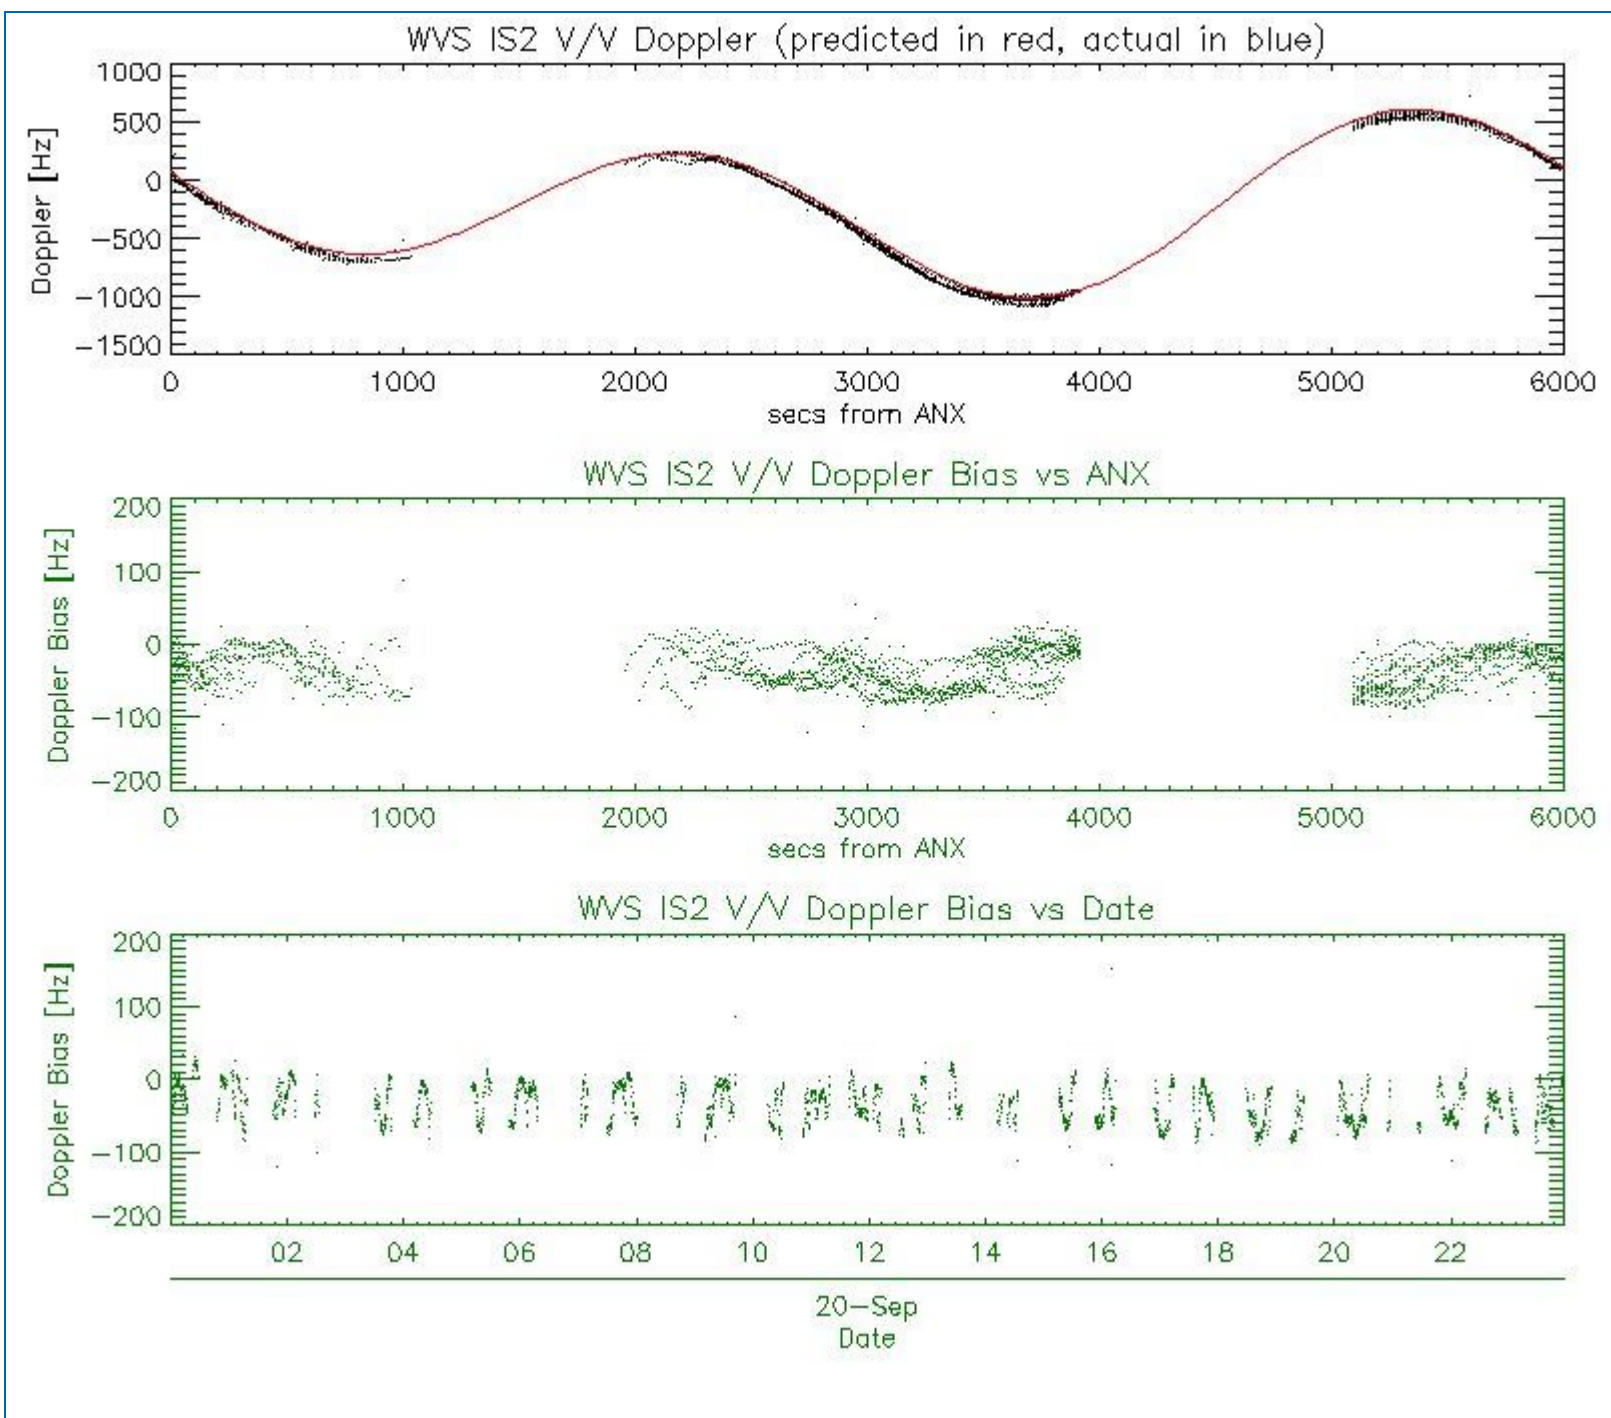 WVS IS2 V/V Doppler (predicted in red, actual in blue)
1000
500
0
−500
−1000
−1500
Doppler [Hz]
0 1000 2000 3000 4000 5000 6000
secs from ANX
WVS IS2 V/V Doppler Bias vs ANX
200
100
0
−100
−200
Doppler Bias [Hz]
0 1000 2000 3000 4000 5000 6000
secs from ANX
WVS IS2 V/V Doppler Bias vs Date
200
100
0
−100
−200
Doppler Bias [Hz]
02 04 06 08 10 12 14 16 18 20 22
20−Sep
Date